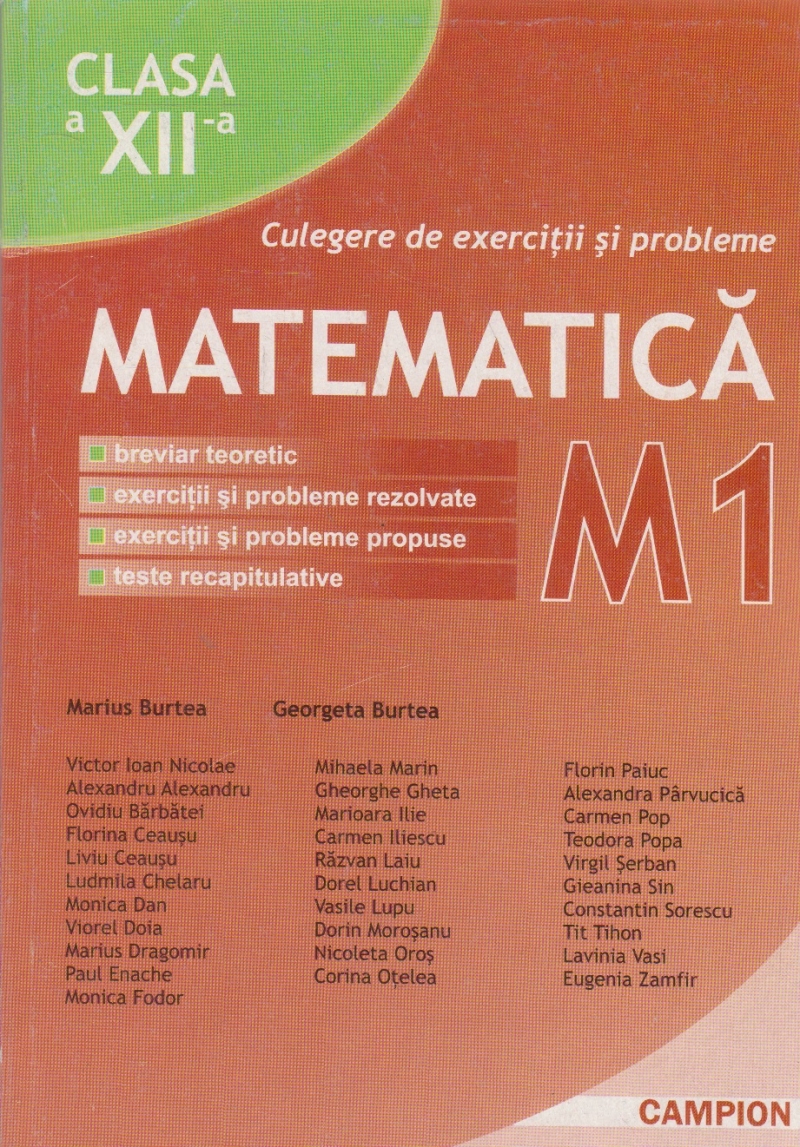 CLASA
a XII-a
Culegere de exerciții și probleme
MATEMATICĂ
M1
breviar teoretic
exerciții și probleme rezolvate
exerciții și probleme propuse
teste recapitulative
Marius Burtea
Georgeta Burtea
Victor Ioan Nicolae
Alexandru Alexandru
Ovidiu Bărbătei
Florina Ceaușu
Liviu Ceaușu
Ludmila Chelaru
Monica Dan
Viorel Doia
Marius Dragomir
Paul Enache
Monica Fodor
Mihaela Marin
Gheorghe Gheta
Marioara Ilie
Carmen Iliescu
Răzvan Laiu
Dorel Luchian
Vasile Lupu
Dorin Moroșanu
Nicoleta Oroș
Corina Oțelea
Florin Paiuc
Alexandra Pârvucică
Carmen Pop
Teodora Popa
Virgil Șerban
Gieanina Sin
Constantin Sorescu
Tit Tihon
Lavinia Vasi
Eugenia Zamfir
CAMPION